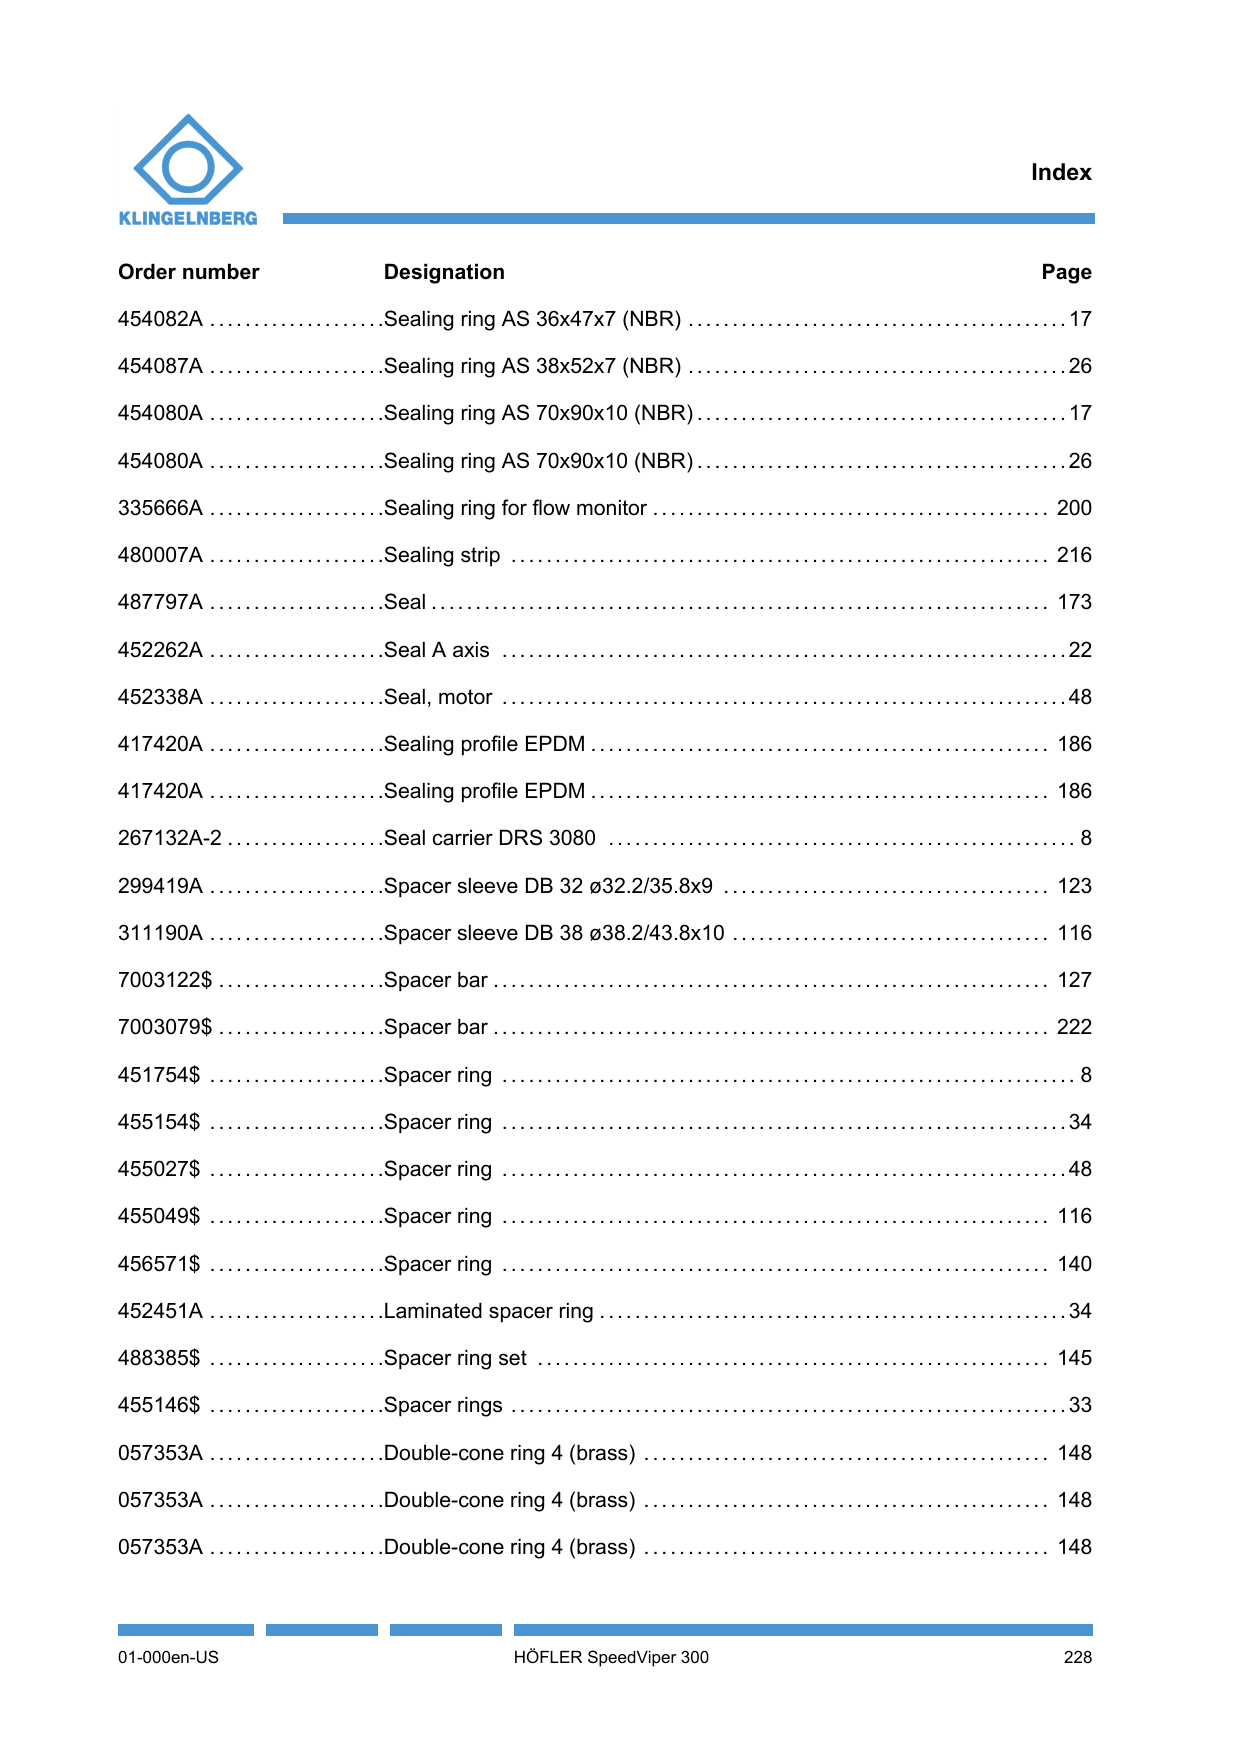 Index
KLINGELNBERG
Order number Designation Page
454082A ....................Sealing ring AS 36x47x7 (NBR) ...........................................17
454087A ....................Sealing ring AS 38x52x7 (NBR) ...........................................26
454080A ....................Sealing ring AS 70x90x10 (NBR)..........................................17
454080A ....................Sealing ring AS 70x90x10 (NBR)..........................................26
335666A ....................Sealing ring for flow monitor ............................................. 200
480007A ....................Sealing strip ............................................................. 216
487797A ....................Seal ...................................................................... 173
452262A ....................Seal A axis ................................................................22
452338A ....................Seal, motor ................................................................48
417420A ....................Sealing profile EPDM .................................................... 186
417420A ....................Sealing profile EPDM .................................................... 186
267132A-2 ..................Seal carrier DRS 3080 ..................................................... 8
299419A ....................Spacer sleeve DB 32 ø32.2/35.8x9 ..................................... 123
311190A ....................Spacer sleeve DB 38 ø38.2/43.8x10 .................................... 116
7003122$ ...................Spacer bar ............................................................... 127
7003079$ ...................Spacer bar ............................................................... 222
451754$ ....................Spacer ring ................................................................. 8
455154$ ....................Spacer ring ................................................................34
455027$ ....................Spacer ring ................................................................48
455049$ ....................Spacer ring .............................................................. 116
456571$ ....................Spacer ring .............................................................. 140
452451A ....................Laminated spacer ring .....................................................34
488385$ ....................Spacer ring set .......................................................... 145
455146$ ....................Spacer rings ...............................................................33
057353A ....................Double-cone ring 4 (brass) .............................................. 148
057353A ....................Double-cone ring 4 (brass) .............................................. 148
057353A ....................Double-cone ring 4 (brass) .............................................. 148
01-000en-US HÖFLER SpeedViper 300 228